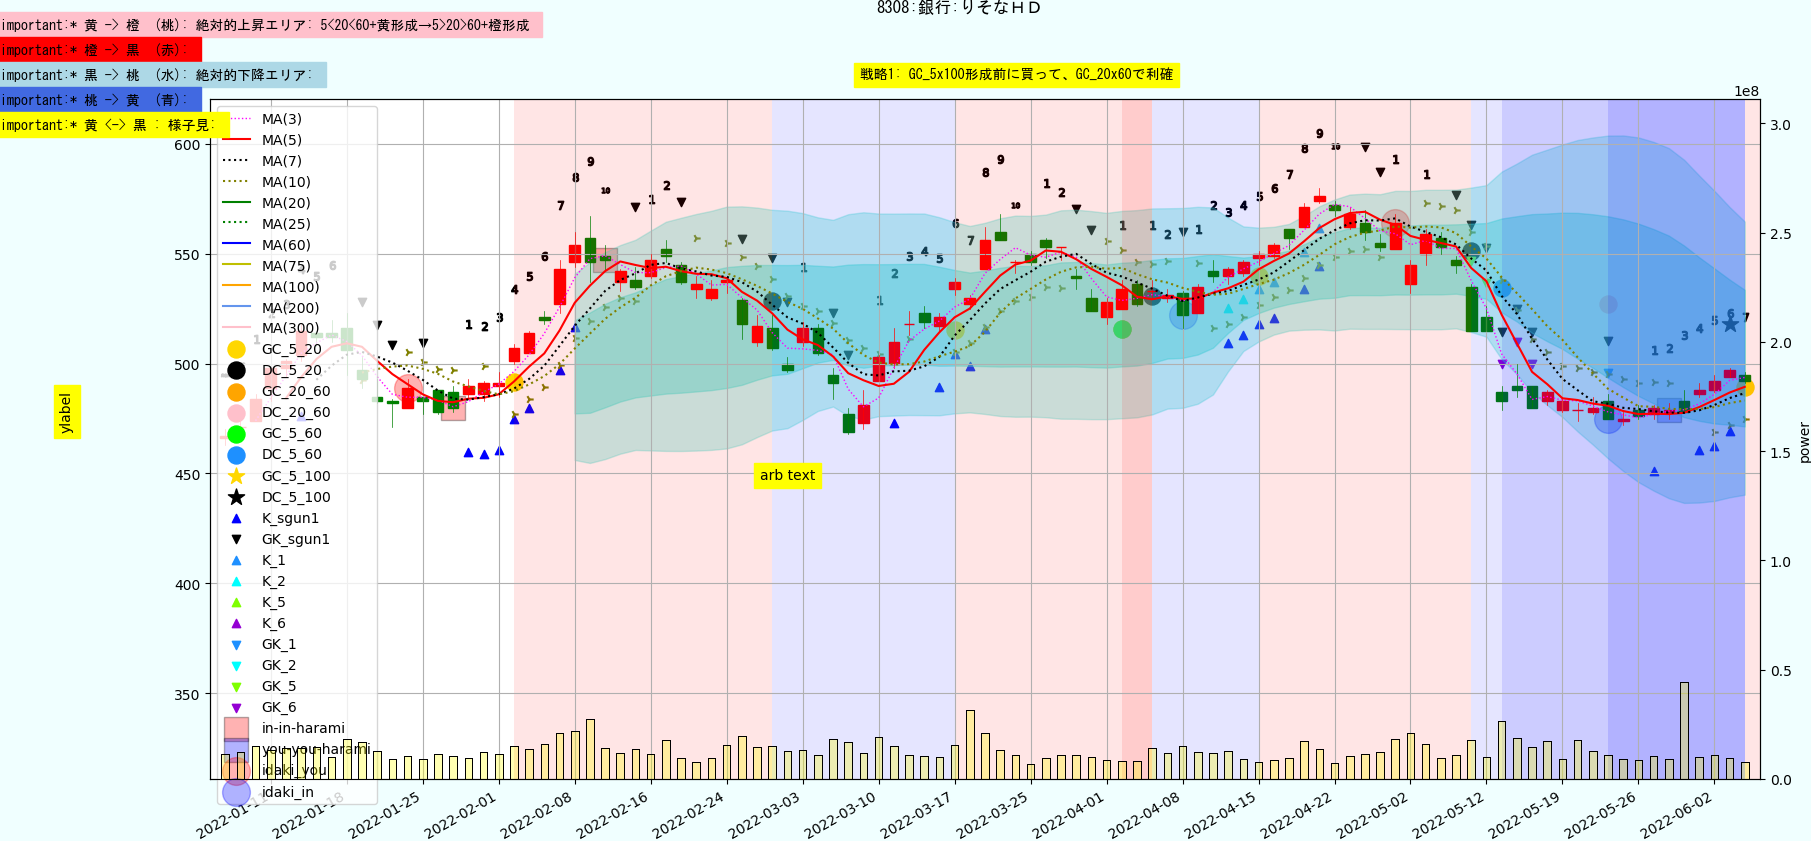 8308:銀行:りそなHD
important:* 黄 -> 橙 (桃): 絶対的上昇エリア: 5<20<60+黄形成→5>20>60+橙形成
important:* 橙 -> 黒 (赤):
important:* 黒 -> 桃 (水): 絶対的下降エリア:
戦略1: GC_5x100形成前に買って、GC_20x60で利確
important:* 桃 -> 黄 (青):
important:* 黄 <-> 黒 : 様子見:
1e8
MA(3)
MA(5)
MA(7)
MA(10)
MA(20)
MA(25)
MA(60)
MA(75)
MA(100)
MA(200)
MA(300)
GC_5_20
DC_5_20
GC_20_60
DC_20_60
GC_5_60
DC_5_60
GC_5_100
DC_5_100
K_sgun1
GK_sgun1
K_1
K_2
K_5
K_6
GK_1
GK_2
GK_5
GK_6
in-in-harami
you-you-harami
idaki_you
idaki_in
600
550
500
450
400
350
ylabel
arb text
3.0
2.5
2.0
1.5
1.0
0.5
0.0
power
2022-01-11
2022-01-18
2022-01-25
2022-02-01
2022-02-08
2022-02-16
2022-02-24
2022-03-03
2022-03-10
2022-03-17
2022-03-25
2022-04-01
2022-04-08
2022-04-15
2022-04-22
2022-05-02
2022-05-12
2022-05-19
2022-05-26
2022-06-02